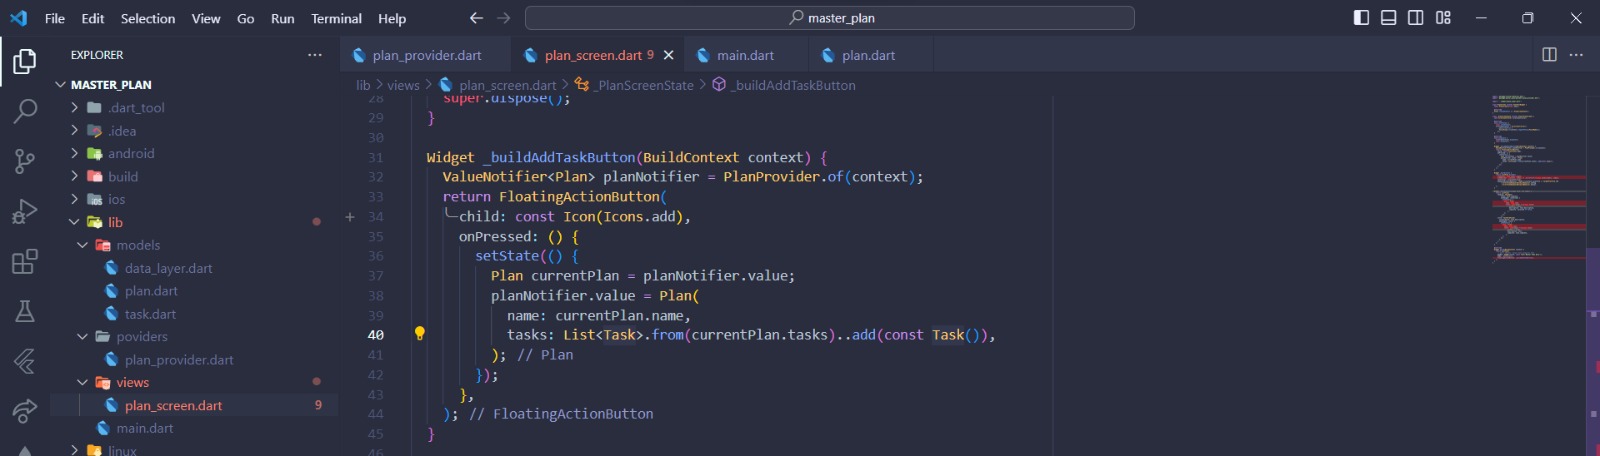 File Edit Selection View Go Run Terminal Help
master_plan
EXPLORER
plan_provider.dart
plan_screen.dart 9
main.dart
plan.dart
MASTER_PLAN
lib > views > plan_screen.dart > _PlanScreenState > _buildAddTaskButton
.dart_tool
.idea
android
build
ios
lib
models
data_layer.dart
plan.dart
task.dart
poviders
plan_provider.dart
views
plan_screen.dart 9
main.dart
linux
28 super.dispose();
29 }
30
31 Widget _buildAddTaskButton(BuildContext context) {
32 ValueNotifier<Plan> planNotifier = PlanProvider.of(context);
33 return FloatingActionButton(
34 child: const Icon(Icons.add),
35 onPressed: () {
36 setState(() {
37 Plan currentPlan = planNotifier.value;
38 planNotifier.value = Plan(
39 name: currentPlan.name,
40 tasks: List<Task>.from(currentPlan.tasks)..add(const Task()),
41 ); // Plan
42 });
43 },
44 ); // FloatingActionButton
45 }
46